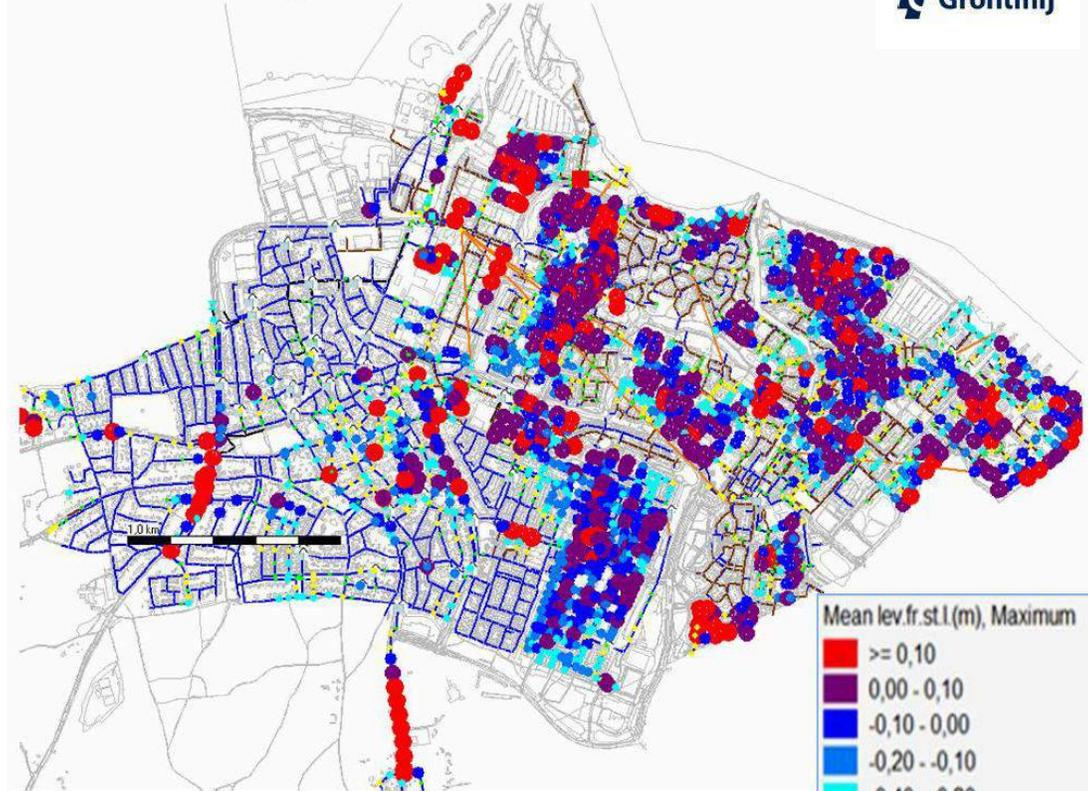 Grontmij
1,0 km
Mean lev.fr.st.l.(m), Maximum
>= 0,10
0,00 - 0,10
-0,10 - 0,00
-0,20 - -0,10